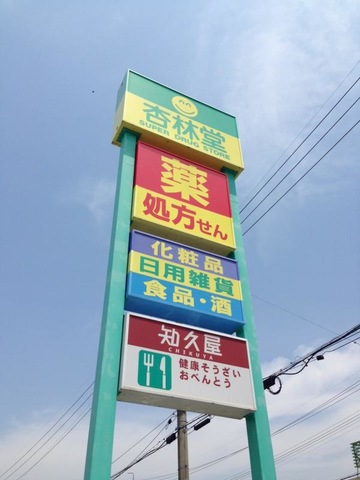 杏林堂
SUPER DRUG STORE
薬
処方せん
化粧品
日用雑貨
食品・酒
知久屋
CHIKUYA
健康そうざい
おべんとう